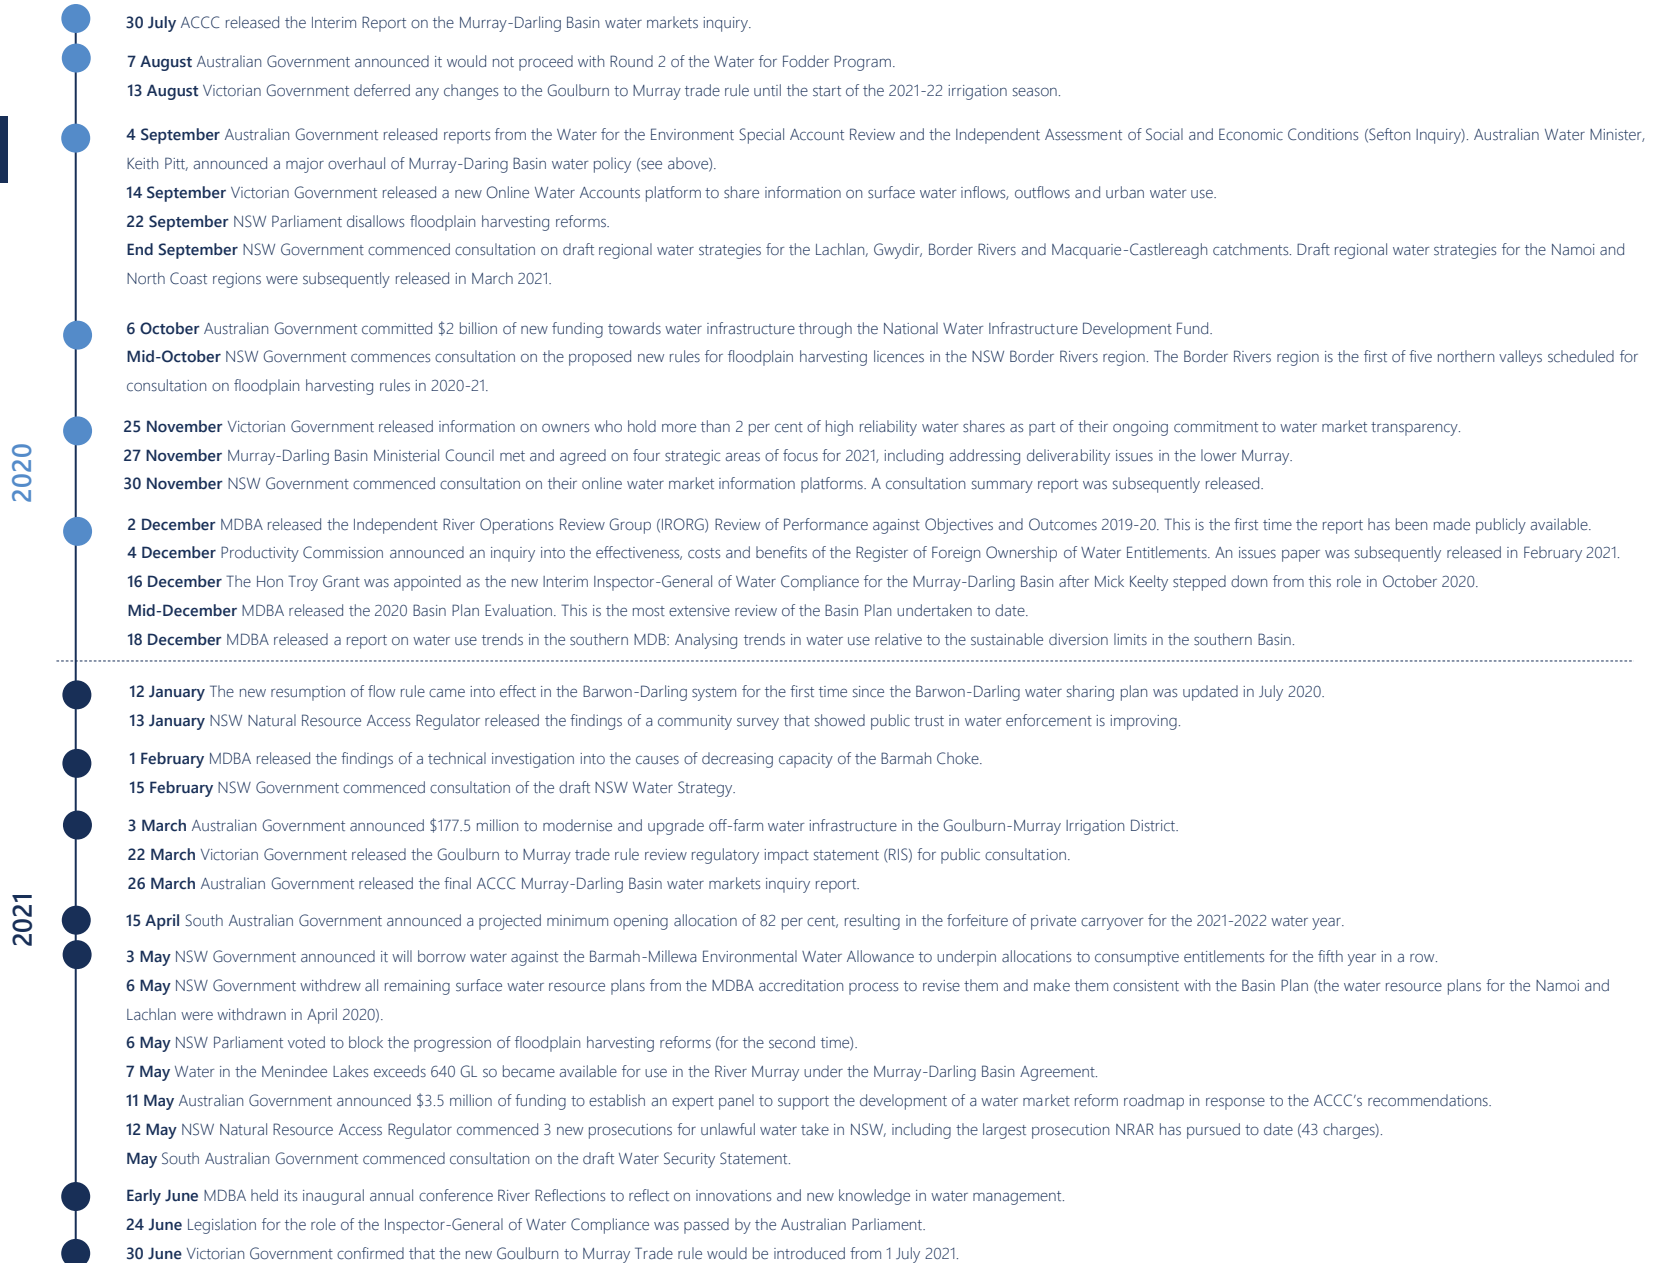 30 July ACCC released the Interim Report on the Murray-Darling Basin water markets inquiry.
7 August Australian Government announced it would not proceed with Round 2 of the Water for Fodder Program.
13 August Victorian Government deferred any changes to the Goulburn to Murray trade rule until the start of the 2021-22 irrigation season.
4 September Australian Government released reports from the Water for the Environment Special Account Review and the Independent Assessment of Social and Economic Conditions (Sefton Inquiry). Australian Water Minister,
Keith Pitt, announced a major overhaul of Murray-Daring Basin water policy (see above).
14 September Victorian Government released a new Online Water Accounts platform to share information on surface water inflows, outflows and urban water use.
22 September NSW Parliament disallows floodplain harvesting reforms.
End September NSW Government commenced consultation on draft regional water strategies for the Lachlan, Gwydir, Border Rivers and Macquarie-Castlereagh catchments. Draft regional water strategies for the Namoi and
North Coast regions were subsequently released in March 2021.
6 October Australian Government committed $2 billion of new funding towards water infrastructure through the National Water Infrastructure Development Fund.
Mid-October NSW Government commences consultation on the proposed new rules for floodplain harvesting licences in the NSW Border Rivers region. The Border Rivers region is the first of five northern valleys scheduled for
consultation on floodplain harvesting rules in 2020-21.
2020
25 November Victorian Government released information on owners who hold more than 2 per cent of high reliability water shares as part of their ongoing commitment to water market transparency.
27 November Murray-Darling Basin Ministerial Council met and agreed on four strategic areas of focus for 2021, including addressing deliverability issues in the lower Murray.
30 November NSW Government commenced consultation on their online water market information platforms. A consultation summary report was subsequently released.
2 December MDBA released the Independent River Operations Review Group (IRORG) Review of Performance against Objectives and Outcomes 2019-20. This is the first time the report has been made publicly available.
4 December Productivity Commission announced an inquiry into the effectiveness, costs and benefits of the Register of Foreign Ownership of Water Entitlements. An issues paper was subsequently released in February 2021.
16 December The Hon Troy Grant was appointed as the new Interim Inspector-General of Water Compliance for the Murray-Darling Basin after Mick Keelty stepped down from this role in October 2020.
Mid-December MDBA released the 2020 Basin Plan Evaluation. This is the most extensive review of the Basin Plan undertaken to date.
18 December MDBA released a report on water use trends in the southern MDB: Analysing trends in water use relative to the sustainable diversion limits in the southern Basin.
12 January The new resumption of flow rule came into effect in the Barwon-Darling system for the first time since the Barwon-Darling water sharing plan was updated in July 2020.
13 January NSW Natural Resource Access Regulator released the findings of a community survey that showed public trust in water enforcement is improving.
1 February MDBA released the findings of a technical investigation into the causes of decreasing capacity of the Barmah Choke.
15 February NSW Government commenced consultation of the draft NSW Water Strategy.
3 March Australian Government announced $177.5 million to modernise and upgrade off-farm water infrastructure in the Goulburn-Murray Irrigation District.
22 March Victorian Government released the Goulburn to Murray trade rule review regulatory impact statement (RIS) for public consultation.
26 March Australian Government released the final ACCC Murray-Darling Basin water markets inquiry report.
2021
15 April South Australian Government announced a projected minimum opening allocation of 82 per cent, resulting in the forfeiture of private carryover for the 2021-2022 water year.
3 May NSW Government announced it will borrow water against the Barmah-Millewa Environmental Water Allowance to underpin allocations to consumptive entitlements for the fifth year in a row.
6 May NSW Government withdrew all remaining surface water resource plans from the MDBA accreditation process to revise them and make them consistent with the Basin Plan (the water resource plans for the Namoi and
Lachlan were withdrawn in April 2020).
6 May NSW Parliament voted to block the progression of floodplain harvesting reforms (for the second time).
7 May Water in the Menindee Lakes exceeds 640 GL so became available for use in the River Murray under the Murray-Darling Basin Agreement.
11 May Australian Government announced $3.5 million of funding to establish an expert panel to support the development of a water market reform roadmap in response to the ACCC's recommendations.
12 May NSW Natural Resource Access Regulator commenced 3 new prosecutions for unlawful water take in NSW, including the largest prosecution NRAR has pursued to date (43 charges).
May South Australian Government commenced consultation on the draft Water Security Statement.
Early June MDBA held its inaugural annual conference River Reflections to reflect on innovations and new knowledge in water management.
24 June Legislation for the role of the Inspector-General of Water Compliance was passed by the Australian Parliament.
30 June Victorian Government confirmed that the new Goulburn to Murray Trade rule would be introduced from 1 July 2021.